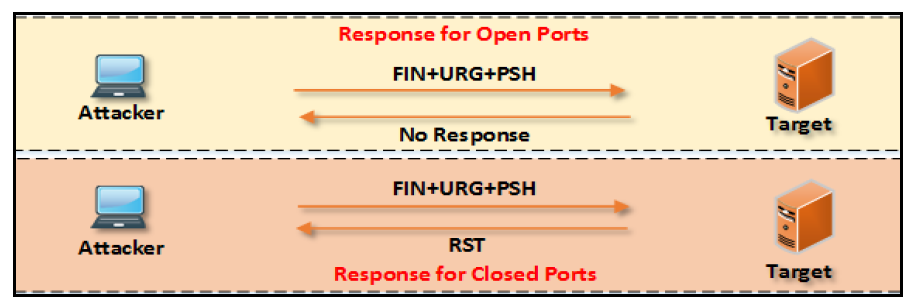 Response for Open Ports
FIN+URG+PSH
Attacker
Target
No Response
FIN+URG+PSH
Attacker
RST
Target
Response for Closed Ports